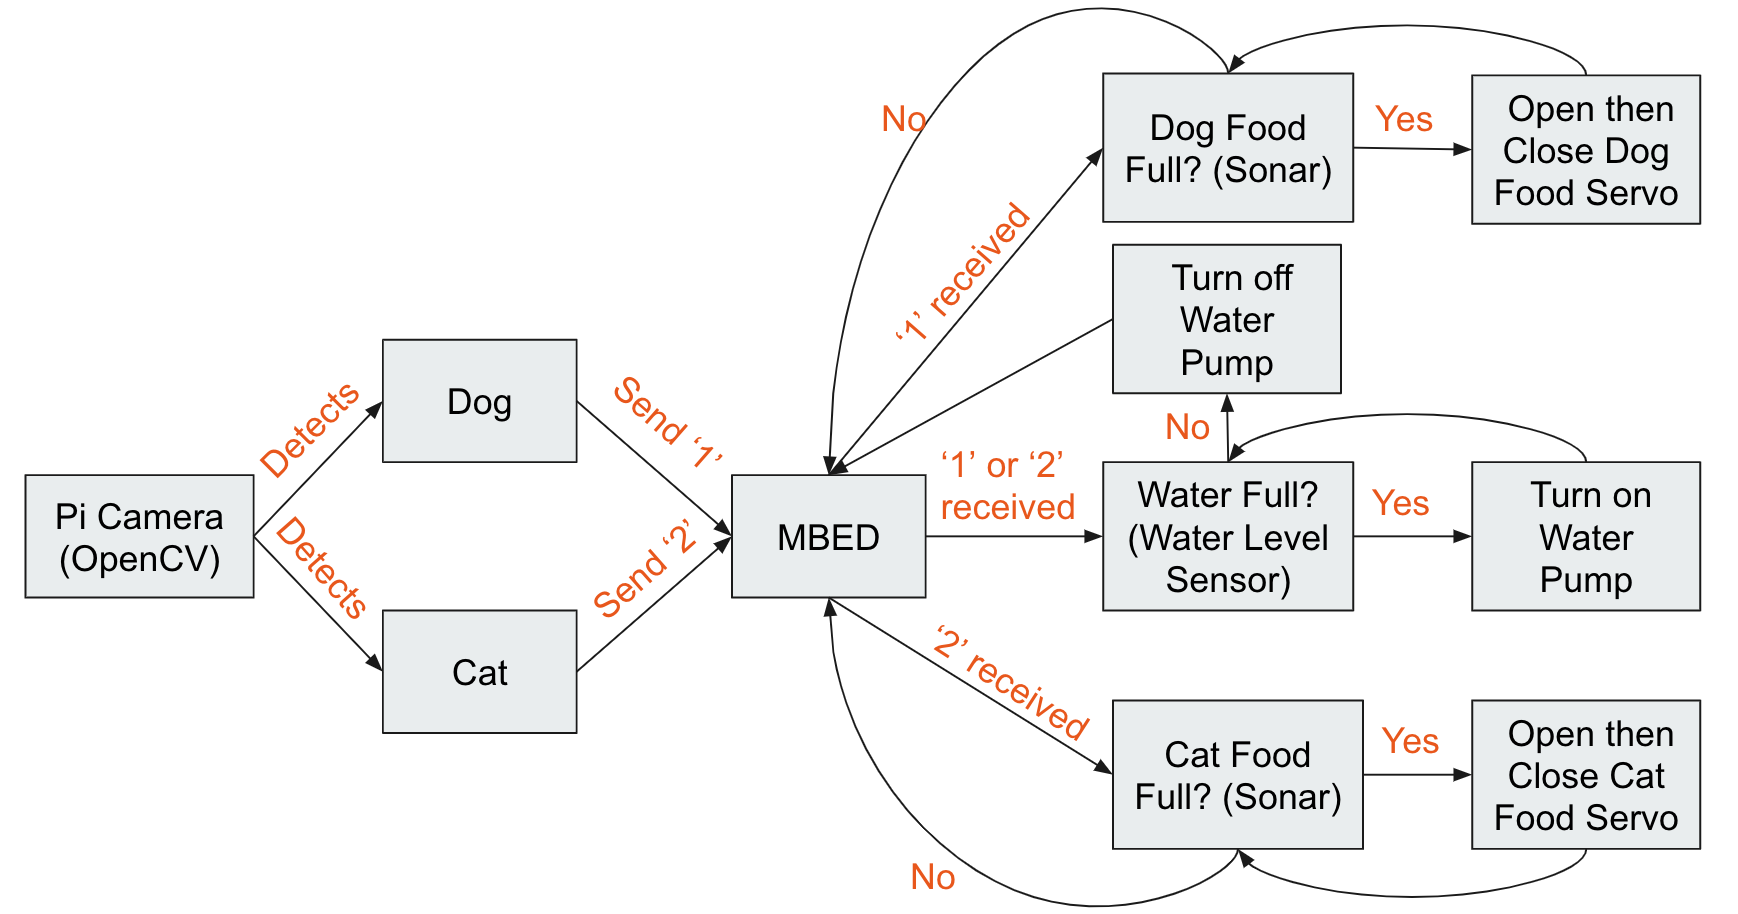 Pi Camera
(OpenCV)
Detects
Detects
Dog
Cat
Send ‘1’
Send ‘2’
MBED
No
‘1’ received
‘1’ or ‘2’
received
‘2’ received
No
Dog Food
Full? (Sonar)
Yes
Open then
Close Dog
Food Servo
Turn off
Water
Pump
No
Water Full?
(Water Level
Sensor)
Yes
Turn on
Water
Pump
Cat Food
Full? (Sonar)
Yes
Open then
Close Cat
Food Servo